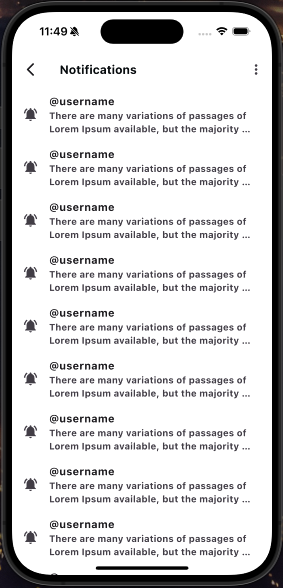 11:49
Notifications
@username
There are many variations of passages of
Lorem Ipsum available, but the majority ...
@username
There are many variations of passages of
Lorem Ipsum available, but the majority ...
@username
There are many variations of passages of
Lorem Ipsum available, but the majority ...
@username
There are many variations of passages of
Lorem Ipsum available, but the majority ...
@username
There are many variations of passages of
Lorem Ipsum available, but the majority ...
@username
There are many variations of passages of
Lorem Ipsum available, but the majority ...
@username
There are many variations of passages of
Lorem Ipsum available, but the majority ...
@username
There are many variations of passages of
Lorem Ipsum available, but the majority ...
@username
There are many variations of passages of
Lorem Ipsum available, but the majority ...